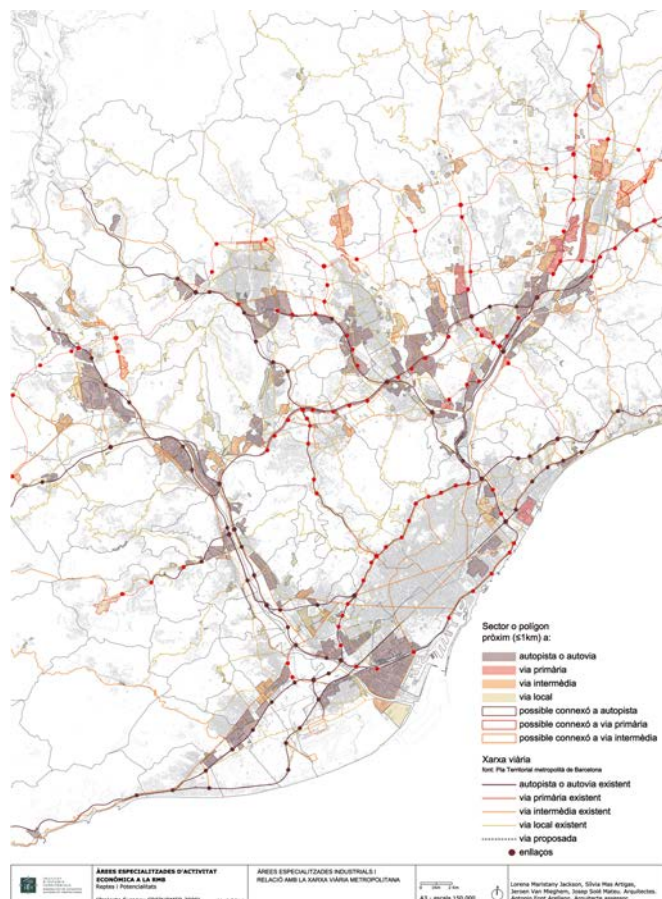 Sector o polígon
pròxim (≤1km) a:
autopista o autovia
via primària
via intermèdia
via local
possible connexó a autopista
possible connexó a via primària
possible connexó a via intermèdia
Xarxa viària
font: Pla Territorial metropolità de Barcelona
autopista o autovia existent
via primària existent
via intermèdia existent
via local existent
via proposada
enllaços
ÀREES ESPECIALITZADES D'ACTIVITAT
ECONÒMICA A LA RMB
Reptes i Potencialitats
ÀREES ESPECIALITZADES INDUSTRIALS I
RELACIÓ AMB LA XARXA VIÀRIA METROPOLITANA
Lorena Maristany Jackson, Sílvia Mas Artigas,
Jeroen Van Mieghem, Josep Solé Mateu. Arquitectes.